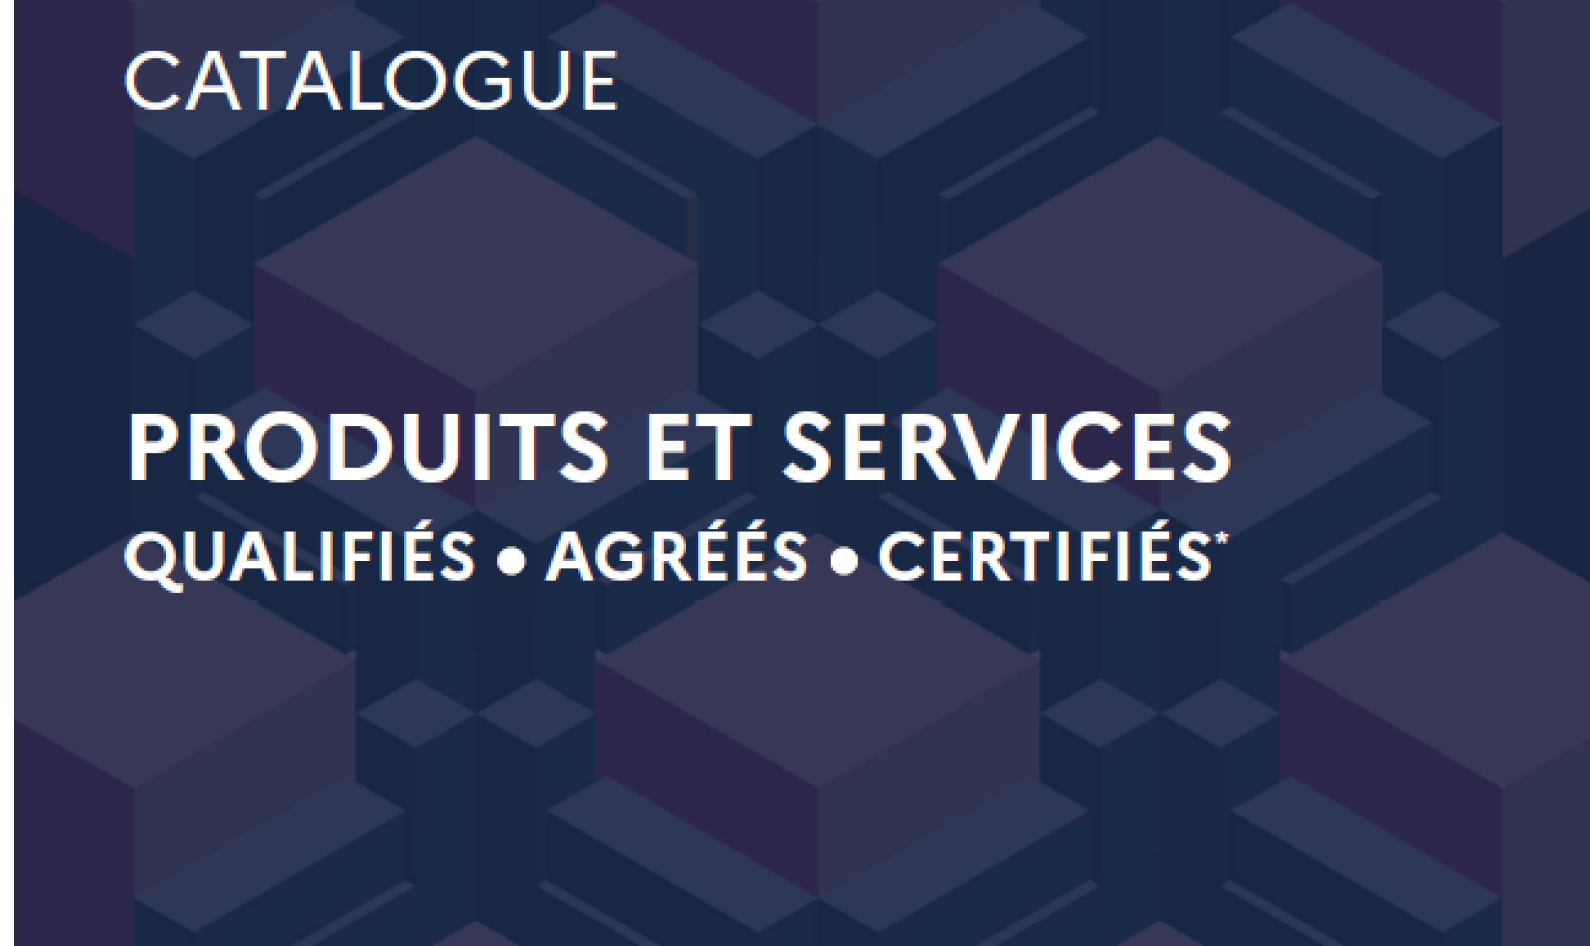 CATALOGUE
PRODUITS ET SERVICES
QUALIFIÉS • AGRÉÉS • CERTIFIÉS*